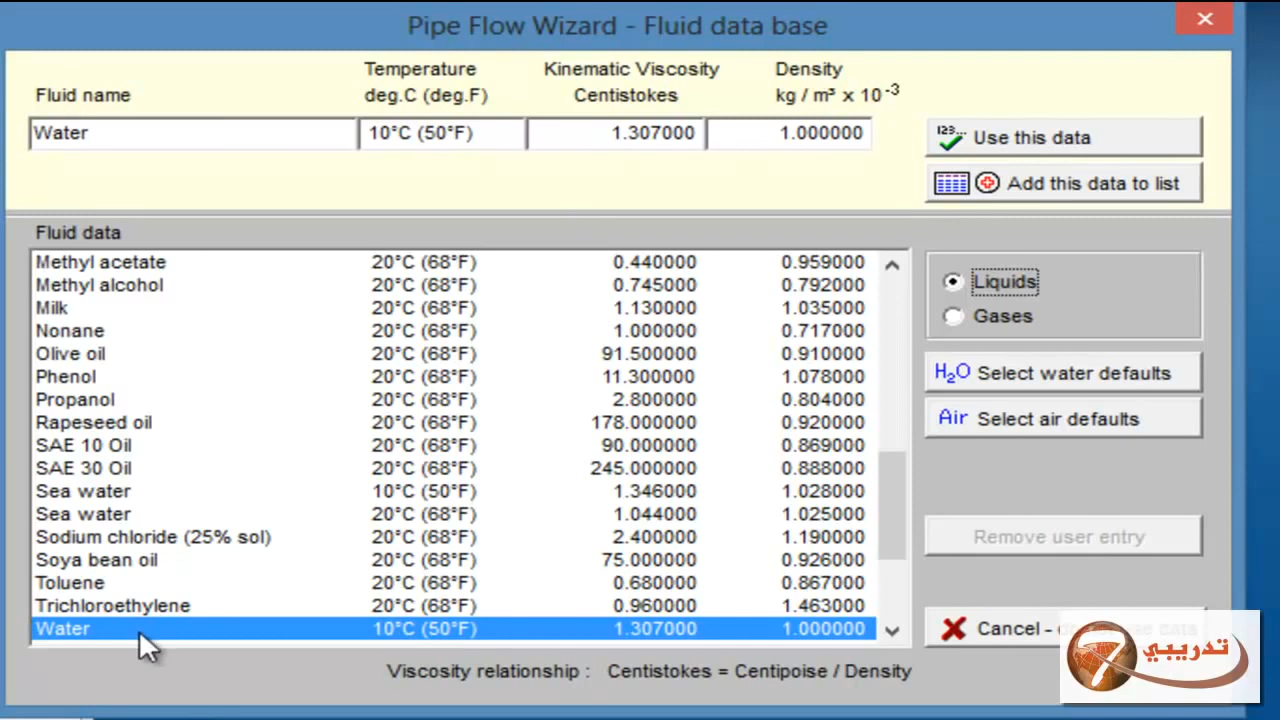 Pipe Flow Wizard - Fluid data base
Temperature Kinematic Viscosity Density
Fluid name deg.C (deg.F) Centistokes kg / m³ x 10 -3
Water 10°C (50°F) 1.307000 1.000000
123... Use this data
Add this data to list
Fluid data
Methyl acetate 20°C (68°F) 0.440000 0.959000
Methyl alcohol 20°C (68°F) 0.745000 0.792000
Milk 20°C (68°F) 1.130000 1.035000
Nonane 20°C (68°F) 1.000000 0.717000
Olive oil 20°C (68°F) 91.500000 0.910000
Phenol 20°C (68°F) 11.300000 1.078000
Propanol 20°C (68°F) 2.800000 0.804000
Rapeseed oil 20°C (68°F) 178.000000 0.920000
SAE 10 Oil 20°C (68°F) 90.000000 0.869000
SAE 30 Oil 20°C (68°F) 245.000000 0.888000
Sea water 10°C (50°F) 1.346000 1.028000
Sea water 20°C (68°F) 1.044000 1.025000
Sodium chloride (25% sol) 20°C (68°F) 2.400000 1.190000
Soya bean oil 20°C (68°F) 75.000000 0.926000
Toluene 20°C (68°F) 0.680000 0.867000
Trichloroethylene 20°C (68°F) 0.960000 1.463000
Water 10°C (50°F) 1.307000 1.000000
Liquids
Gases
H2O Select water defaults
Air Select air defaults
Remove user entry
Cancel -
Viscosity relationship : Centistokes = Centipoise / Density
تدريبي